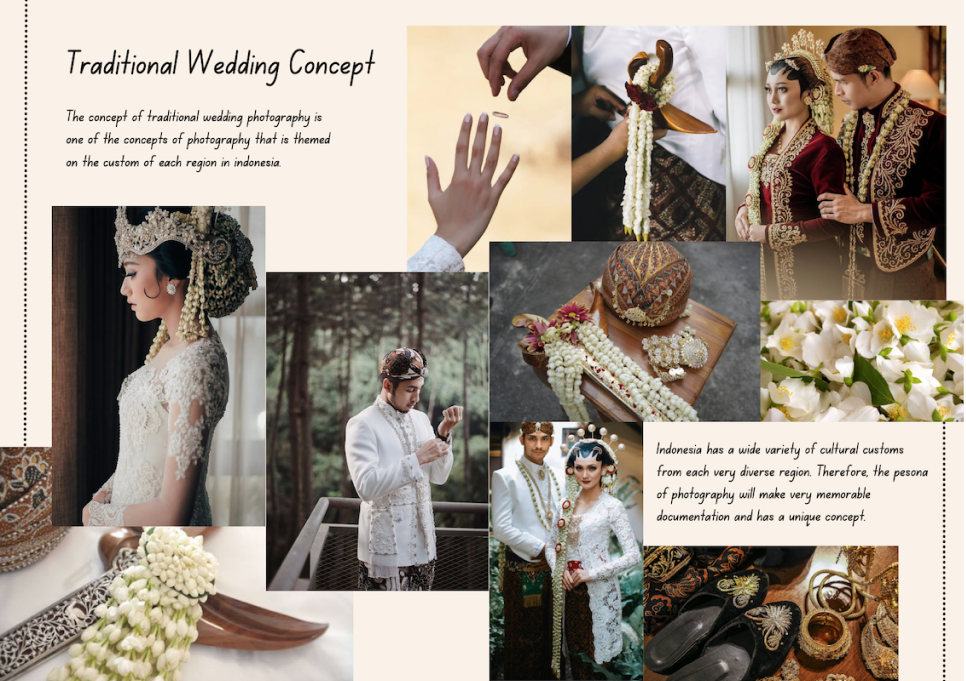 Traditional Wedding Concept
The concept of traditional wedding photography is
one of the concepts of photography that is themed
on the custom of each region in indonesia.
Indonesia has a wide variety of cultural customs
from each very diverse region. Therefore, the pesona
of photography will make very memorable
documentation and has a unique concept.